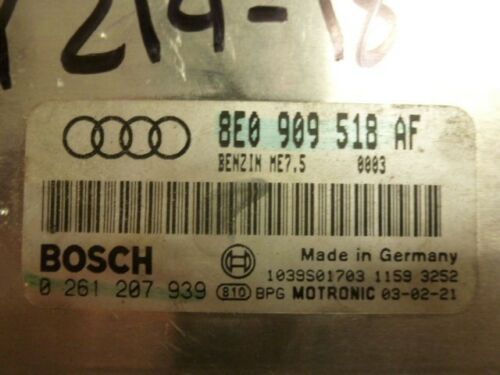 219-18
8E0 909 518 AF
BENZIN ME7.5 0003
BOSCH
Made in Germany
1039S01703 1159 3252
0 261 207 939 810 BPG MOTRONIC 03-02-21